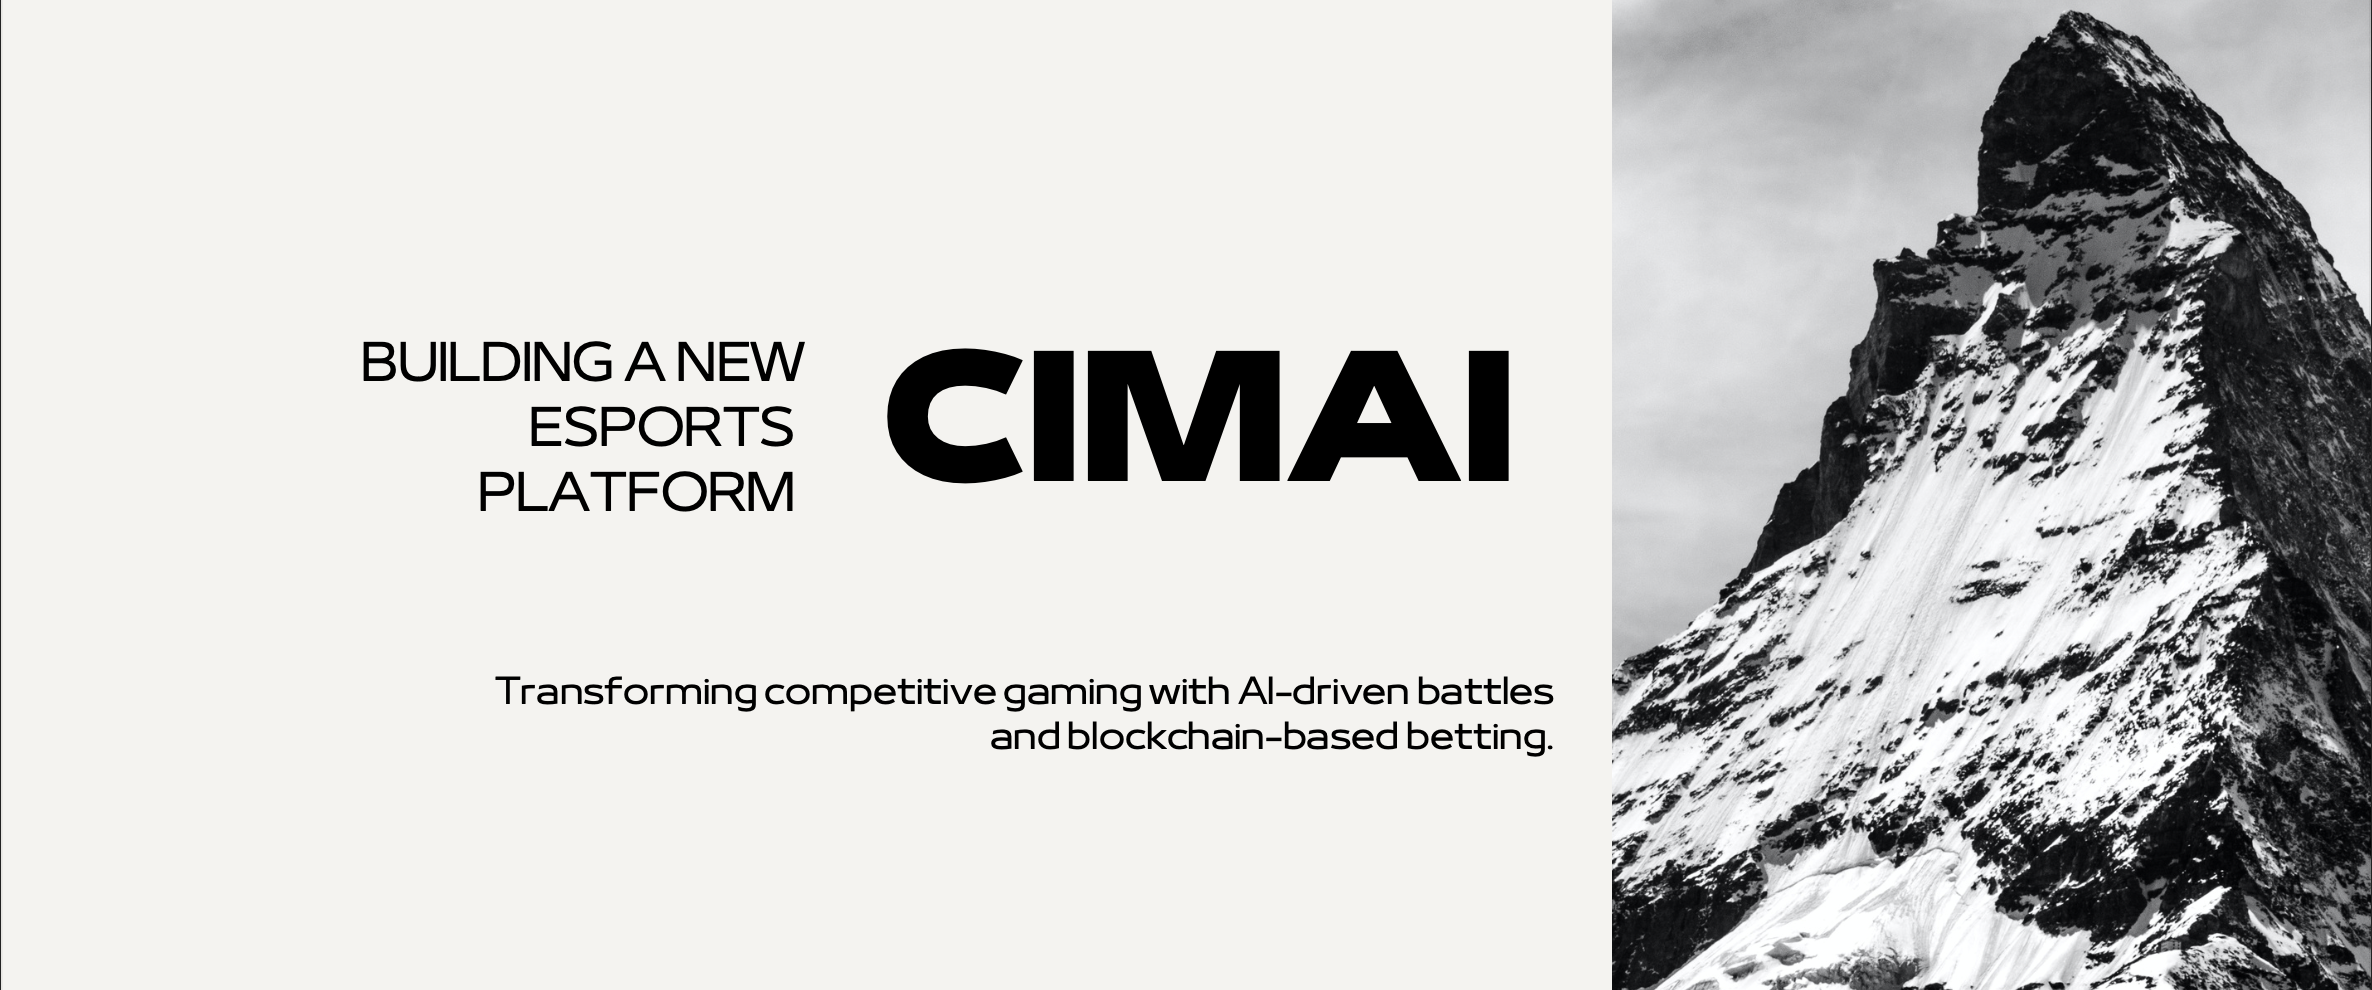 BUILDING A NEW
ESPORTS
PLATFORM
CIMAI
Transforming competitive gaming with AI-driven battles
and blockchain-based betting.